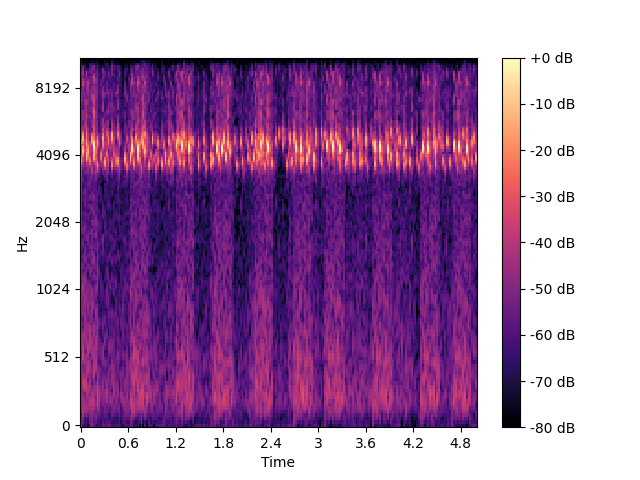 8192
4096
2048
1024
512
0
Hz
0 0.6 1.2 1.8 2.4 3 3.6 4.2 4.8
Time
+0 dB
-10 dB
-20 dB
-30 dB
-40 dB
-50 dB
-60 dB
-70 dB
-80 dB